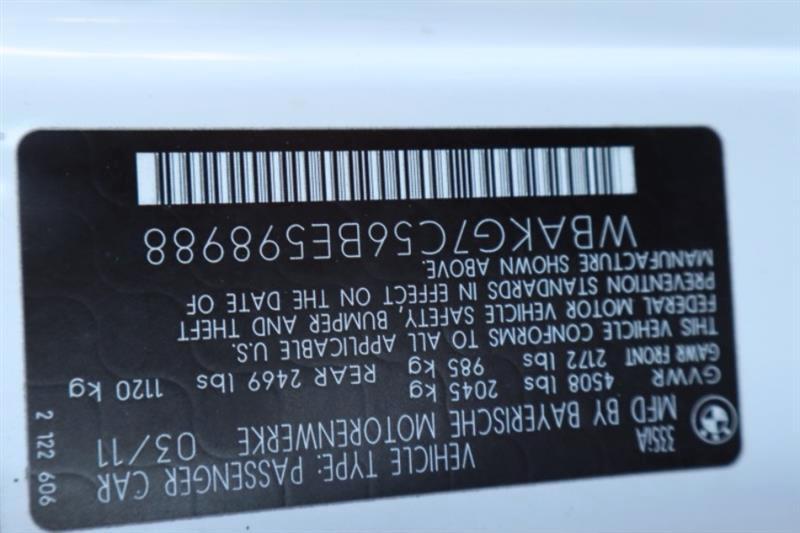 335iA
MFD BY BAYERISCHE MOTORENWERKE 03/11
GVWR 4508 lbs 2045 kg
GAWR FRONT 2172 lbs 985 kg REAR 2469 lbs 1120 kg
THIS VEHICLE CONFORMS TO ALL APPLICABLE U.S.
FEDERAL MOTOR VEHICLE SAFETY, BUMPER AND THEFT
PREVENTION STANDARDS IN EFFECT ON THE DATE OF
MANUFACTURE SHOWN ABOVE.
WBAKG7C56BE598988
VEHICLE TYPE: PASSENGER CAR
2 122 606